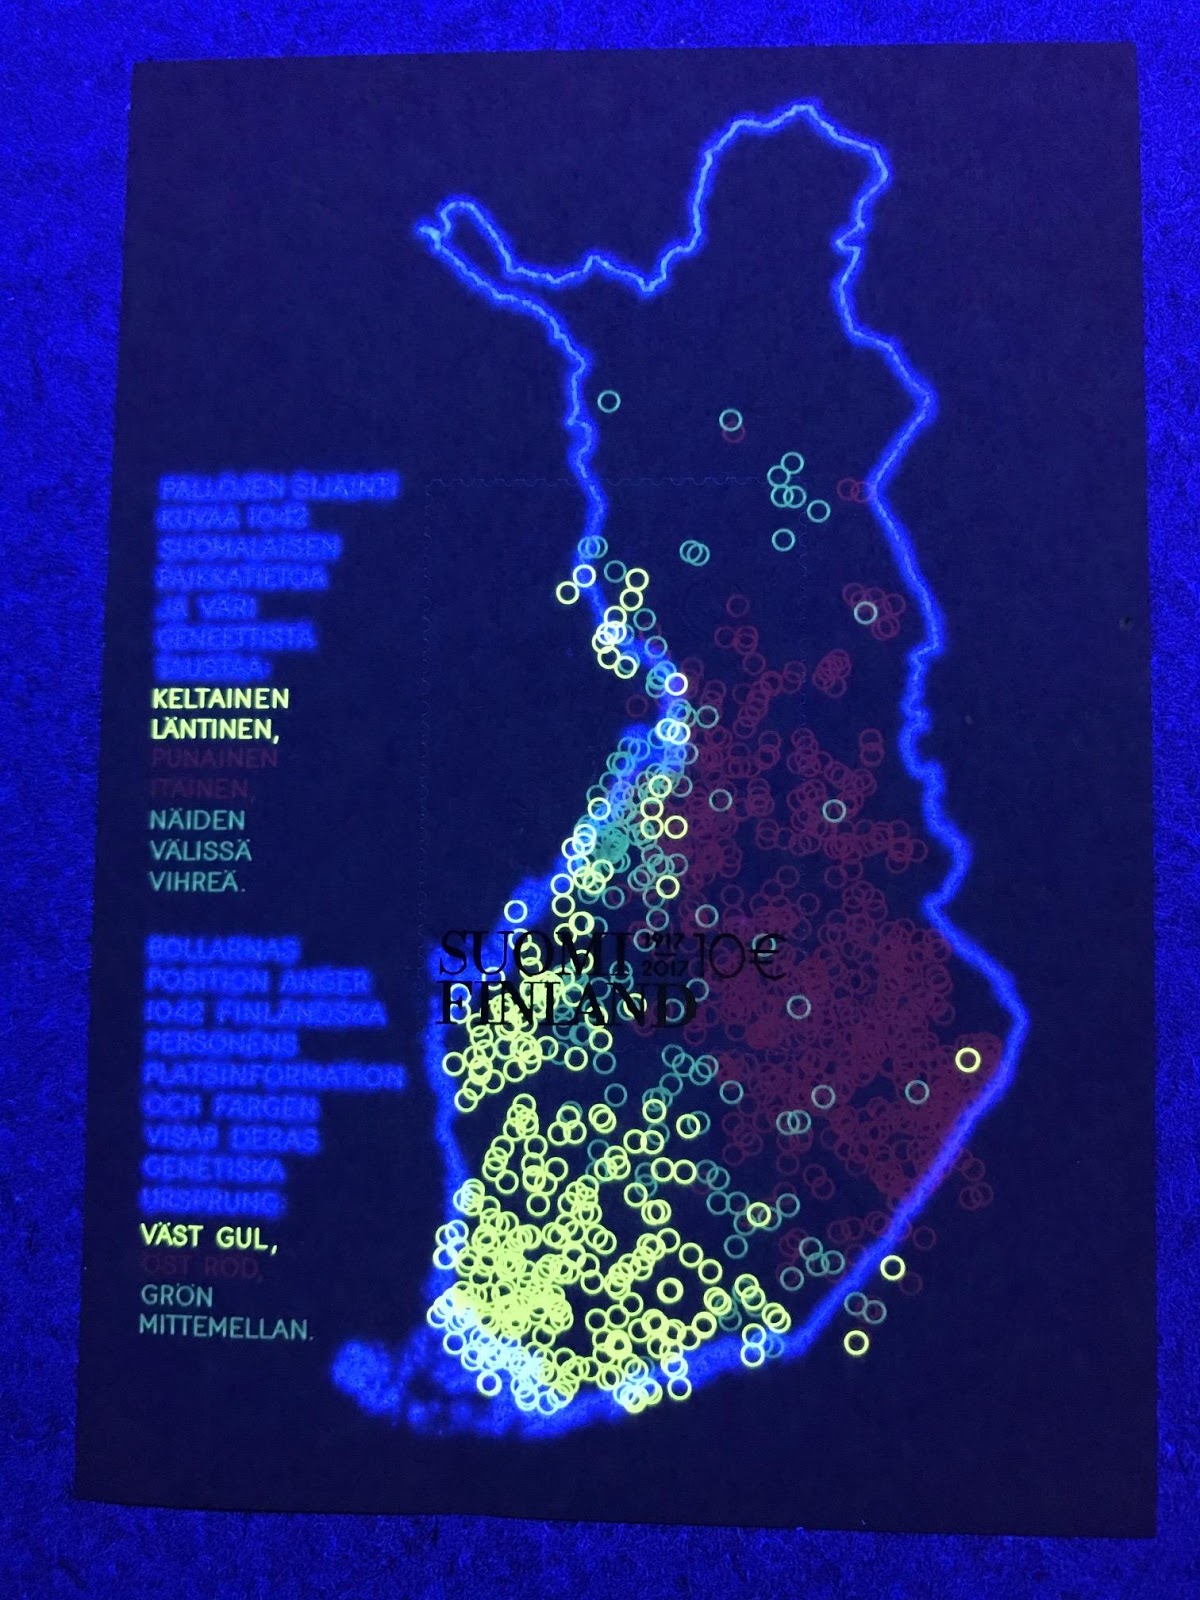 PALLOJEN SIJAINTI
KUVAA 1042
SUOMALAISEN
PAIKKATIETOA
JA VÄRI
GENEETTISTÄ
TAUSTAA:
KELTAINEN
LÄNTINEN,
PUNAINEN
ITÄINEN,
NÄIDEN
VÄLISSÄ
VIHREÄ.
BOLLARNAS
POSITION ANGER
1042 FINLÄNDSKA
PERSONENS
PLATSINFORMATION
OCH FÄRGEN
VISAR DERAS
GENETISKA
URSPRUNG:
VÄST GUL,
ÖST RÖD,
GRÖN
MITTEMELLAN.
SUOMI 1917 10€
FINLAND 2017